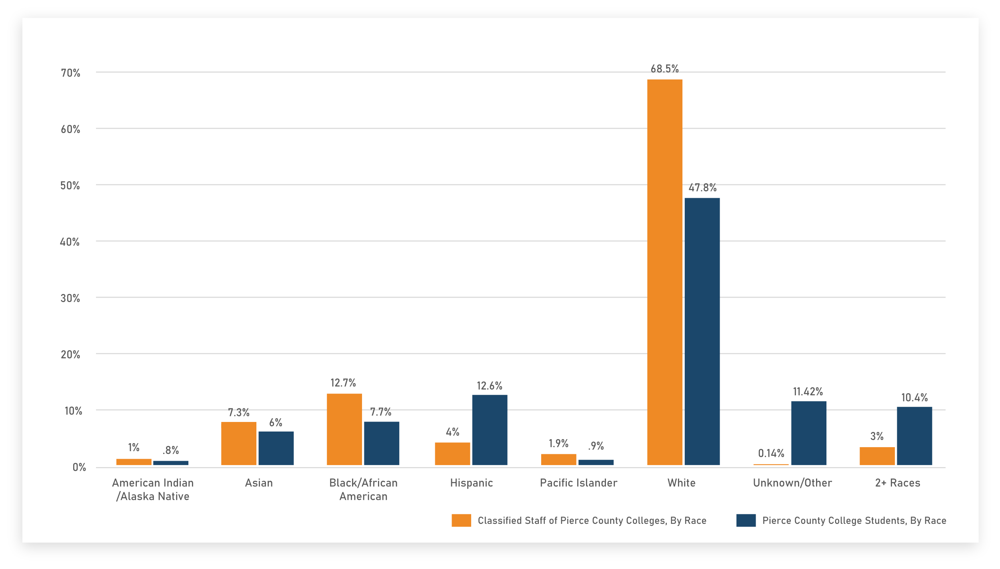 70%
60%
50%
40%
30%
20%
10%
0%
1%
.8%
7.3%
6%
12.7%
7.7%
4%
12.6%
1.9%
.9%
68.5%
47.8%
0.14%
11.42%
3%
10.4%
American Indian
/Alaska Native
Asian
Black/African
American
Hispanic
Pacific Islander
White
Unknown/Other
2+ Races
Classified Staff of Pierce County Colleges, By Race
Pierce County College Students, By Race